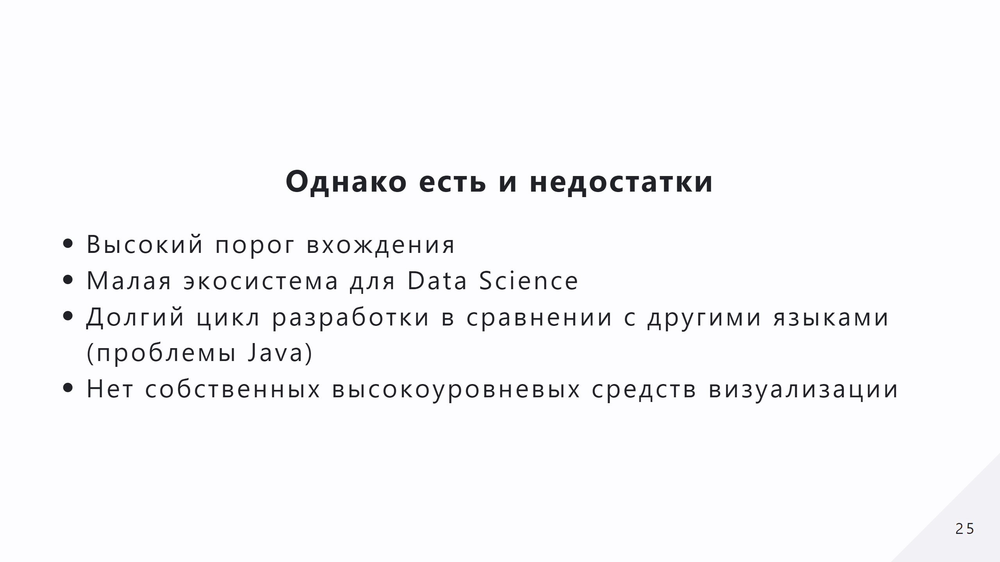 Однако есть и недостатки
• Высокий порог вхождения
• Малая экосистема для Data Science
• Долгий цикл разработки в сравнении с другими языками
(проблемы Java)
• Нет собственных высокоуровневых средств визуализации
25